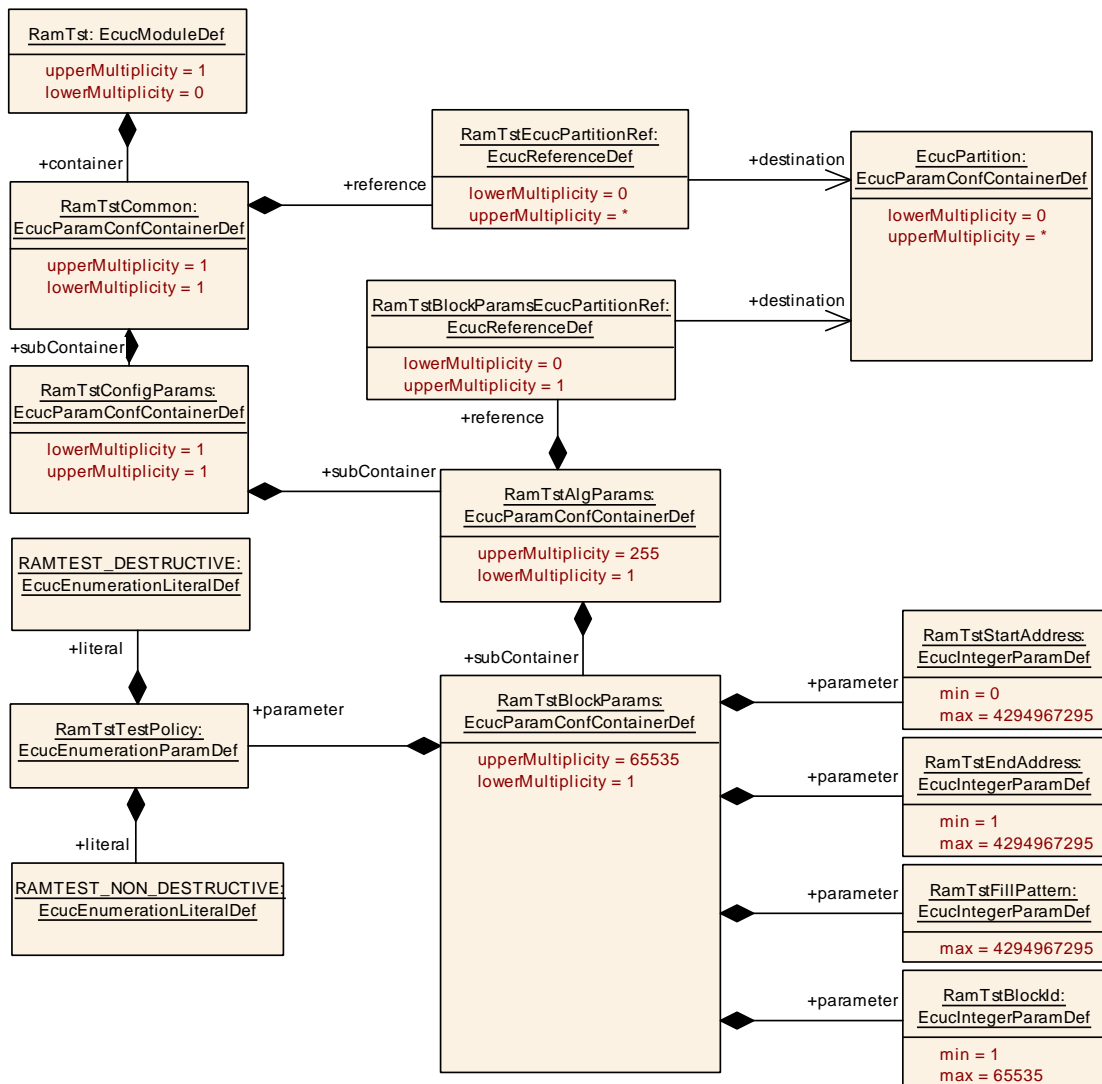 RamTst: EcucModuleDef
upperMultiplicity = 1
lowerMultiplicity = 0
+container
RamTstCommon:
EcucParamConfContainerDef
upperMultiplicity = 1
lowerMultiplicity = 1
+reference
RamTstEcucPartitionRef:
EcucReferenceDef
lowerMultiplicity = 0
upperMultiplicity = *
+destination
EcucPartition:
EcucParamConfContainerDef
lowerMultiplicity = 0
upperMultiplicity = *
RamTstBlockParamsEcucPartitionRef:
EcucReferenceDef
lowerMultiplicity = 0
upperMultiplicity = 1
+destination
+reference
+subContainer
RamTstConfigParams:
EcucParamConfContainerDef
lowerMultiplicity = 1
upperMultiplicity = 1
+subContainer
RamTstAlgParams:
EcucParamConfContainerDef
upperMultiplicity = 255
lowerMultiplicity = 1
+subContainer
RAMTEST_DESTRUCTIVE:
EcucEnumerationLiteralDef
+literal
RamTstTestPolicy:
EcucEnumerationParamDef
+parameter
+literal
RAMTEST_NON_DESTRUCTIVE:
EcucEnumerationLiteralDef
RamTstBlockParams:
EcucParamConfContainerDef
upperMultiplicity = 65535
lowerMultiplicity = 1
+parameter
RamTstStartAddress:
EcucIntegerParamDef
min = 0
max = 4294967295
+parameter
RamTstEndAddress:
EcucIntegerParamDef
min = 1
max = 4294967295
+parameter
RamTstFillPattern:
EcucIntegerParamDef
max = 4294967295
+parameter
RamTstBlockId:
EcucIntegerParamDef
min = 1
max = 65535